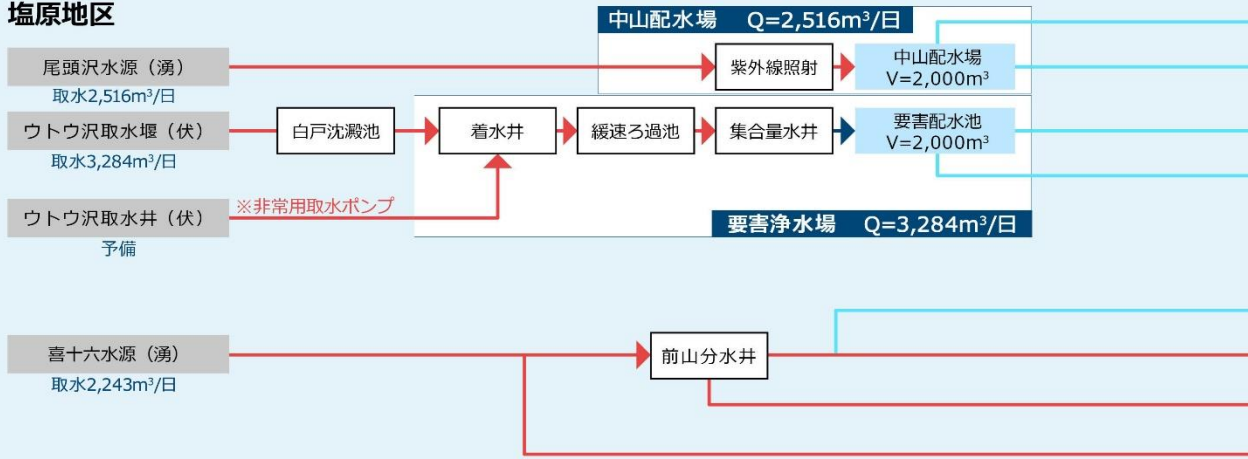 塩原地区
中山配水場 Q=2,516m³/日
尾頭沢水源（湧）
取水2,516m³/日
紫外線照射
中山配水場
V=2,000m³
ウトウ沢取水堰（伏）
取水3,284m³/日
白戸沈澱池
着水井
緩速ろ過池
集合量水井
要害配水池
V=2,000m³
ウトウ沢取水井（伏）
予備
※非常用取水ポンプ
要害浄水場 Q=3,284m³/日
喜十六水源（湧）
取水2,243m³/日
前山分水井